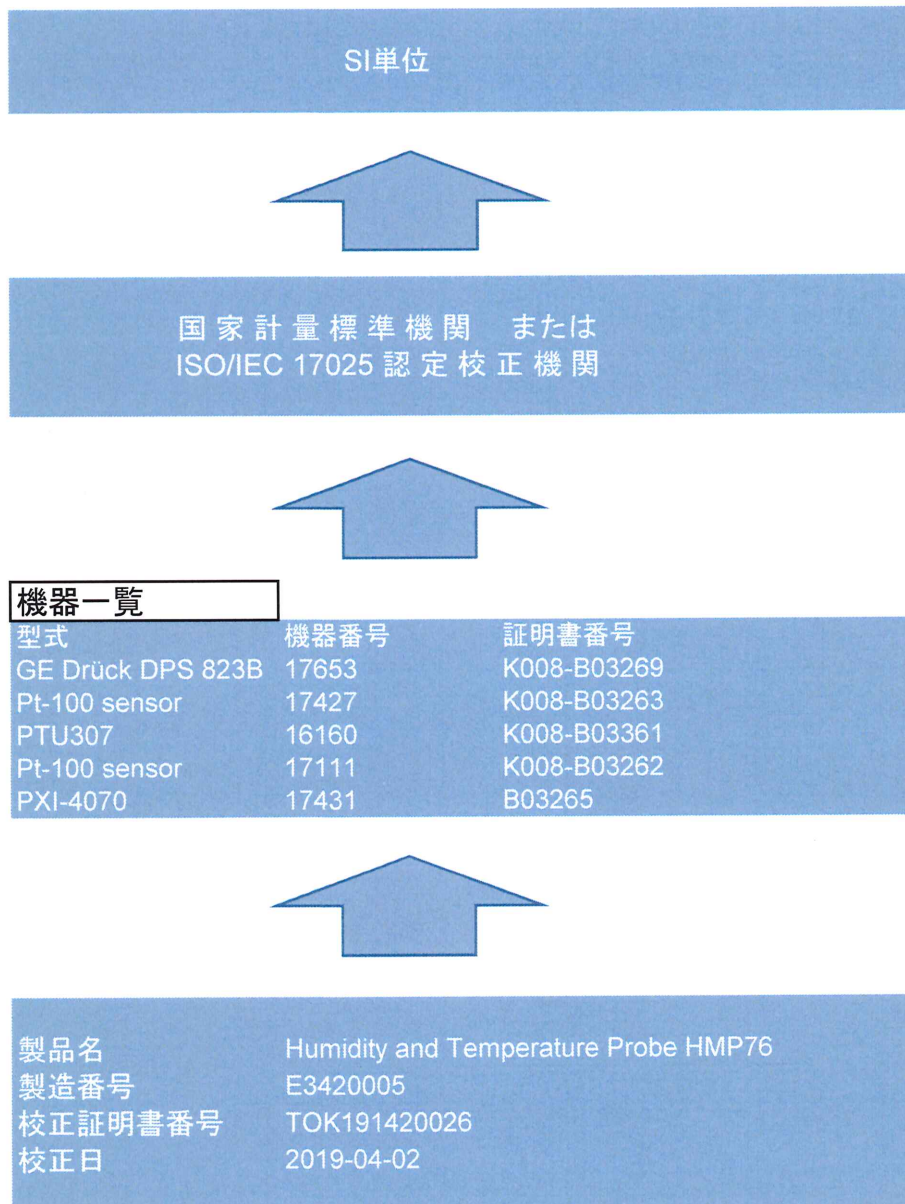 SI単位
国家計量標準機関 または
ISO/IEC 17025 認定校正機関
機器一覧
型式 機器番号 証明書番号
GE Drück DPS 823B 17653 K008-B03269
Pt-100 sensor 17427 K008-B03263
PTU307 16160 K008-B03361
Pt-100 sensor 17111 K008-B03262
PXI-4070 17431 B03265
製品名 Humidity and Temperature Probe HMP76
製造番号 E3420005
校正証明書番号 TOK191420026
校正日 2019-04-02